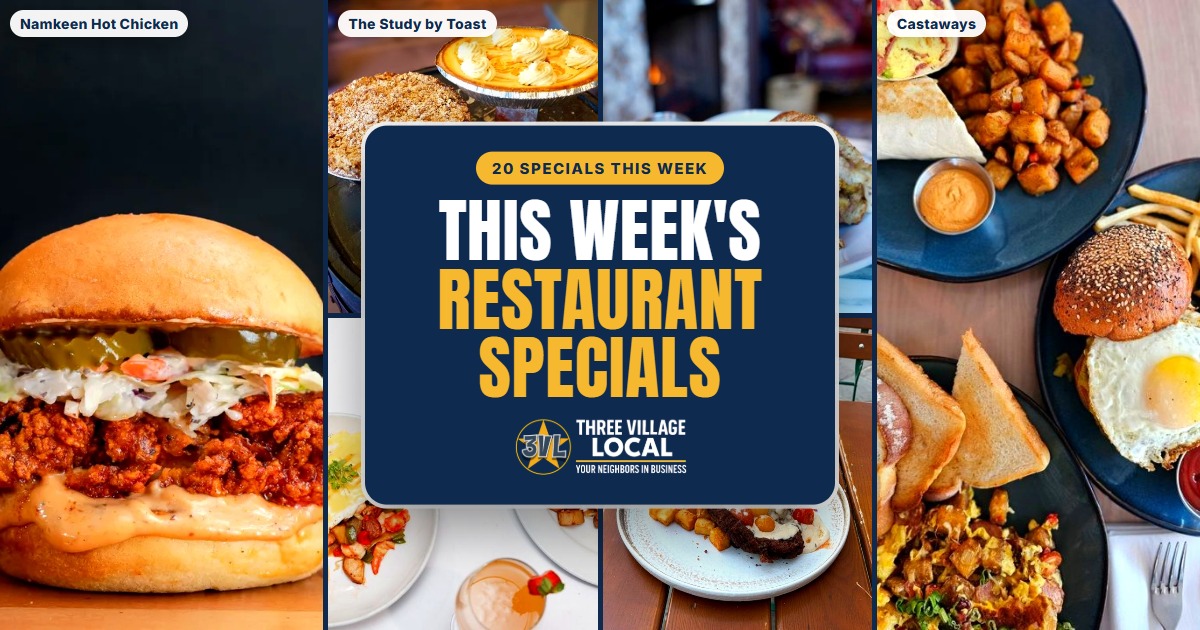 Namkeen Hot Chicken
The Study by Toast
Castaways
20 SPECIALS THIS WEEK
THIS WEEK'S
RESTAURANT
SPECIALS
3VL
THREE VILLAGE
LOCAL
YOUR NEIGHBORS IN BUSINESS